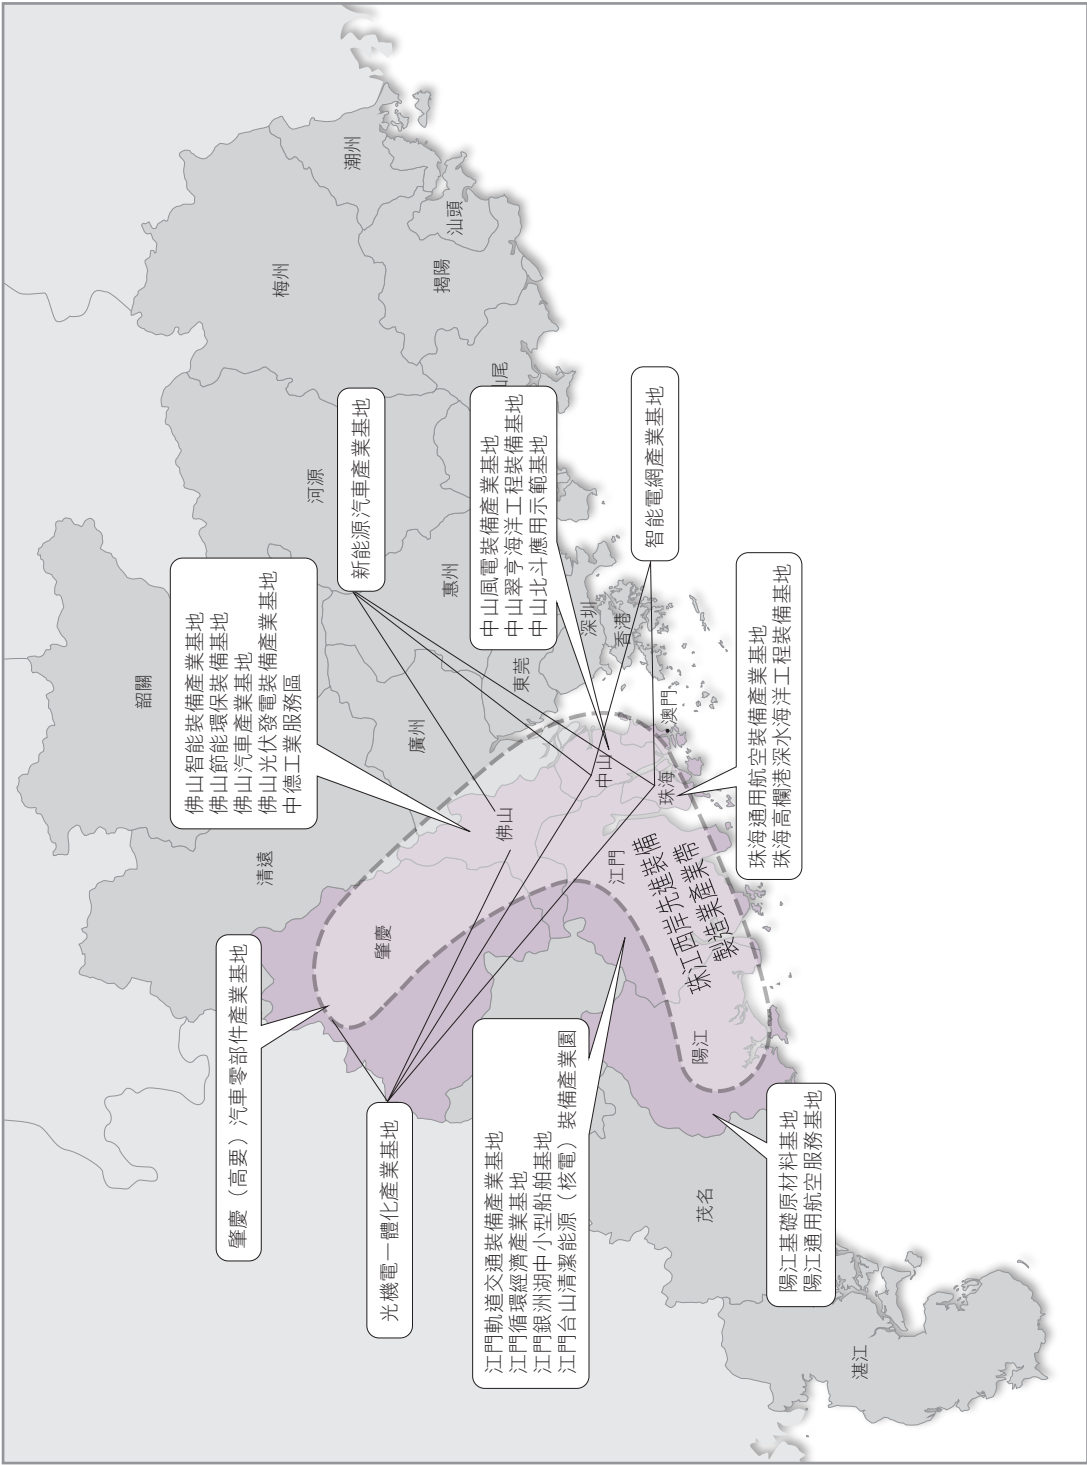 肇慶（高要）汽車零部件產業基地
光機電一體化產業基地
江門軌道交通裝備產業基地
江門循環經濟產業基地
江門銀洲湖中小型船舶基地
江門台山清潔能源（核電）裝備產業園
陽江基礎原材料基地
陽江通用航空服務基地
佛山智能裝備產業基地
佛山節能環保裝備基地
佛山汽車產業基地
佛山光伏發電裝備產業基地
中德工業服務區
新能源汽車產業基地
中山風電裝備產業基地
中山翠亨海洋工程裝備基地
中山北斗應用示範基地
智能電網產業基地
珠海通用航空裝備產業基地
珠海高欄港深水海洋工程裝備基地
珠江西岸先進裝備
製造業產業帶
韶關
清遠
肇慶
廣州
佛山
河源
惠州
梅州
潮州
汕頭
揭陽
尾
東莞
深圳
香港
澳門
中山
珠海
江門
陽江
茂名
湛江